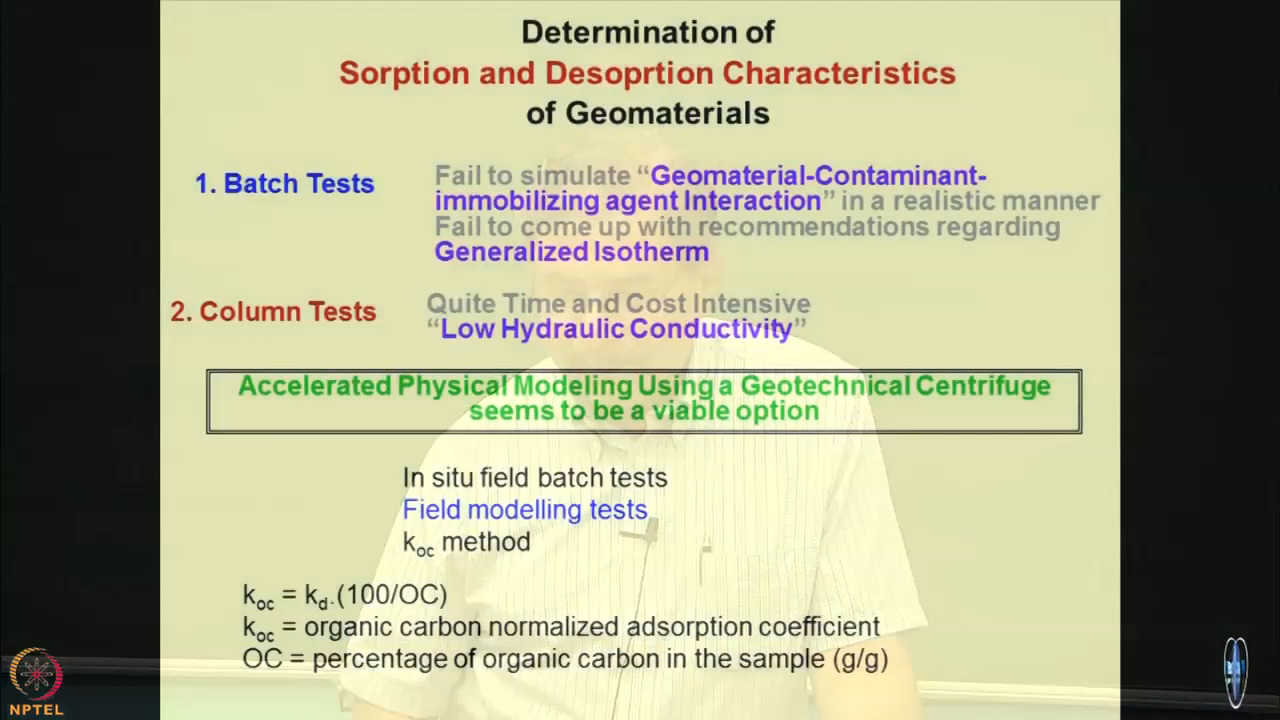 Determination of
Sorption and Desoprtion Characteristics
of Geomaterials
1. Batch Tests
Fail to simulate “Geomaterial-Contaminant-
immobilizing agent Interaction” in a realistic manner
Fail to come up with recommendations regarding
Generalized Isotherm
2. Column Tests
Quite Time and Cost Intensive
“Low Hydraulic Conductivity”
Accelerated Physical Modeling Using a Geotechnical Centrifuge
seems to be a viable option
In situ field batch tests
Field modelling tests
koc method
koc = kd.(100/OC)
koc = organic carbon normalized adsorption coefficient
OC = percentage of organic carbon in the sample (g/g)
NPTEL